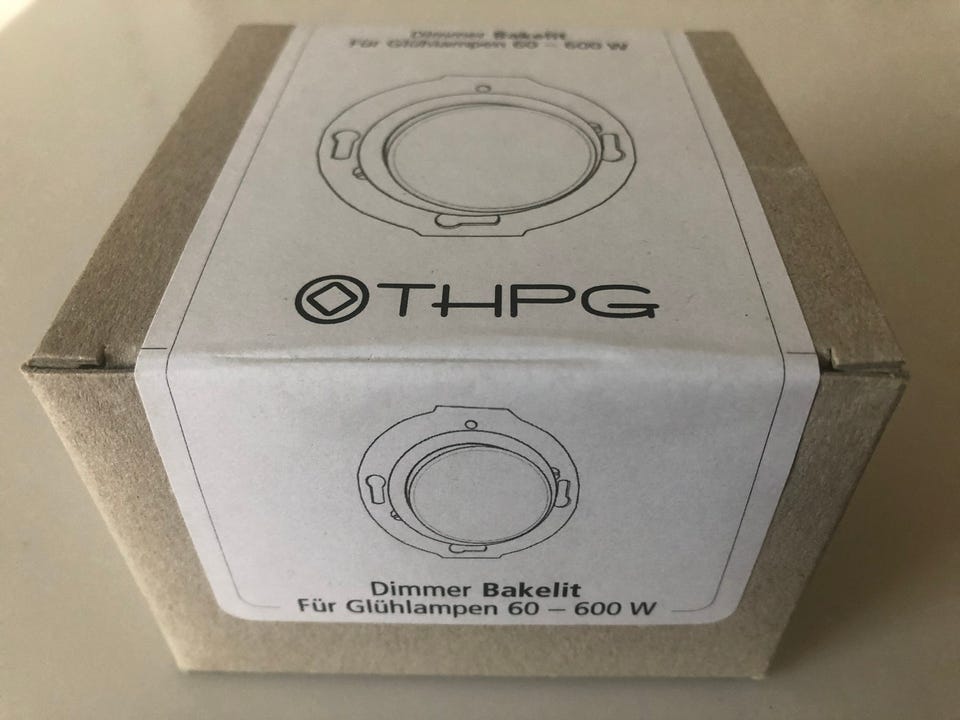 Dimmer Bakelit
Für Glühlampen 60 – 600 W
THPG
Dimmer Bakelit
Für Glühlampen 60 – 600 W